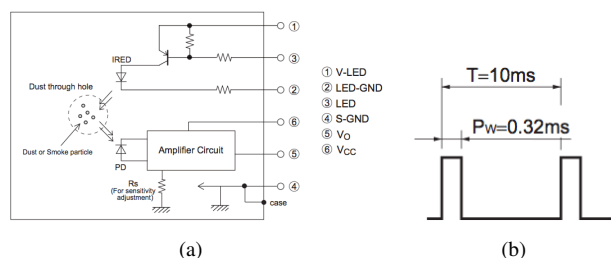 ①
IRED
③
Dust through hole
②
⑥
Amplifier Circuit
⑤
Dust or Smoke particle
PD
Rs
(For sensitivity
adjustment)
④
case
① V-LED
② LED-GND
③ LED
④ S-GND
⑤ VO
⑥ VCC
T=10ms
PW=0.32ms
(a)
(b)